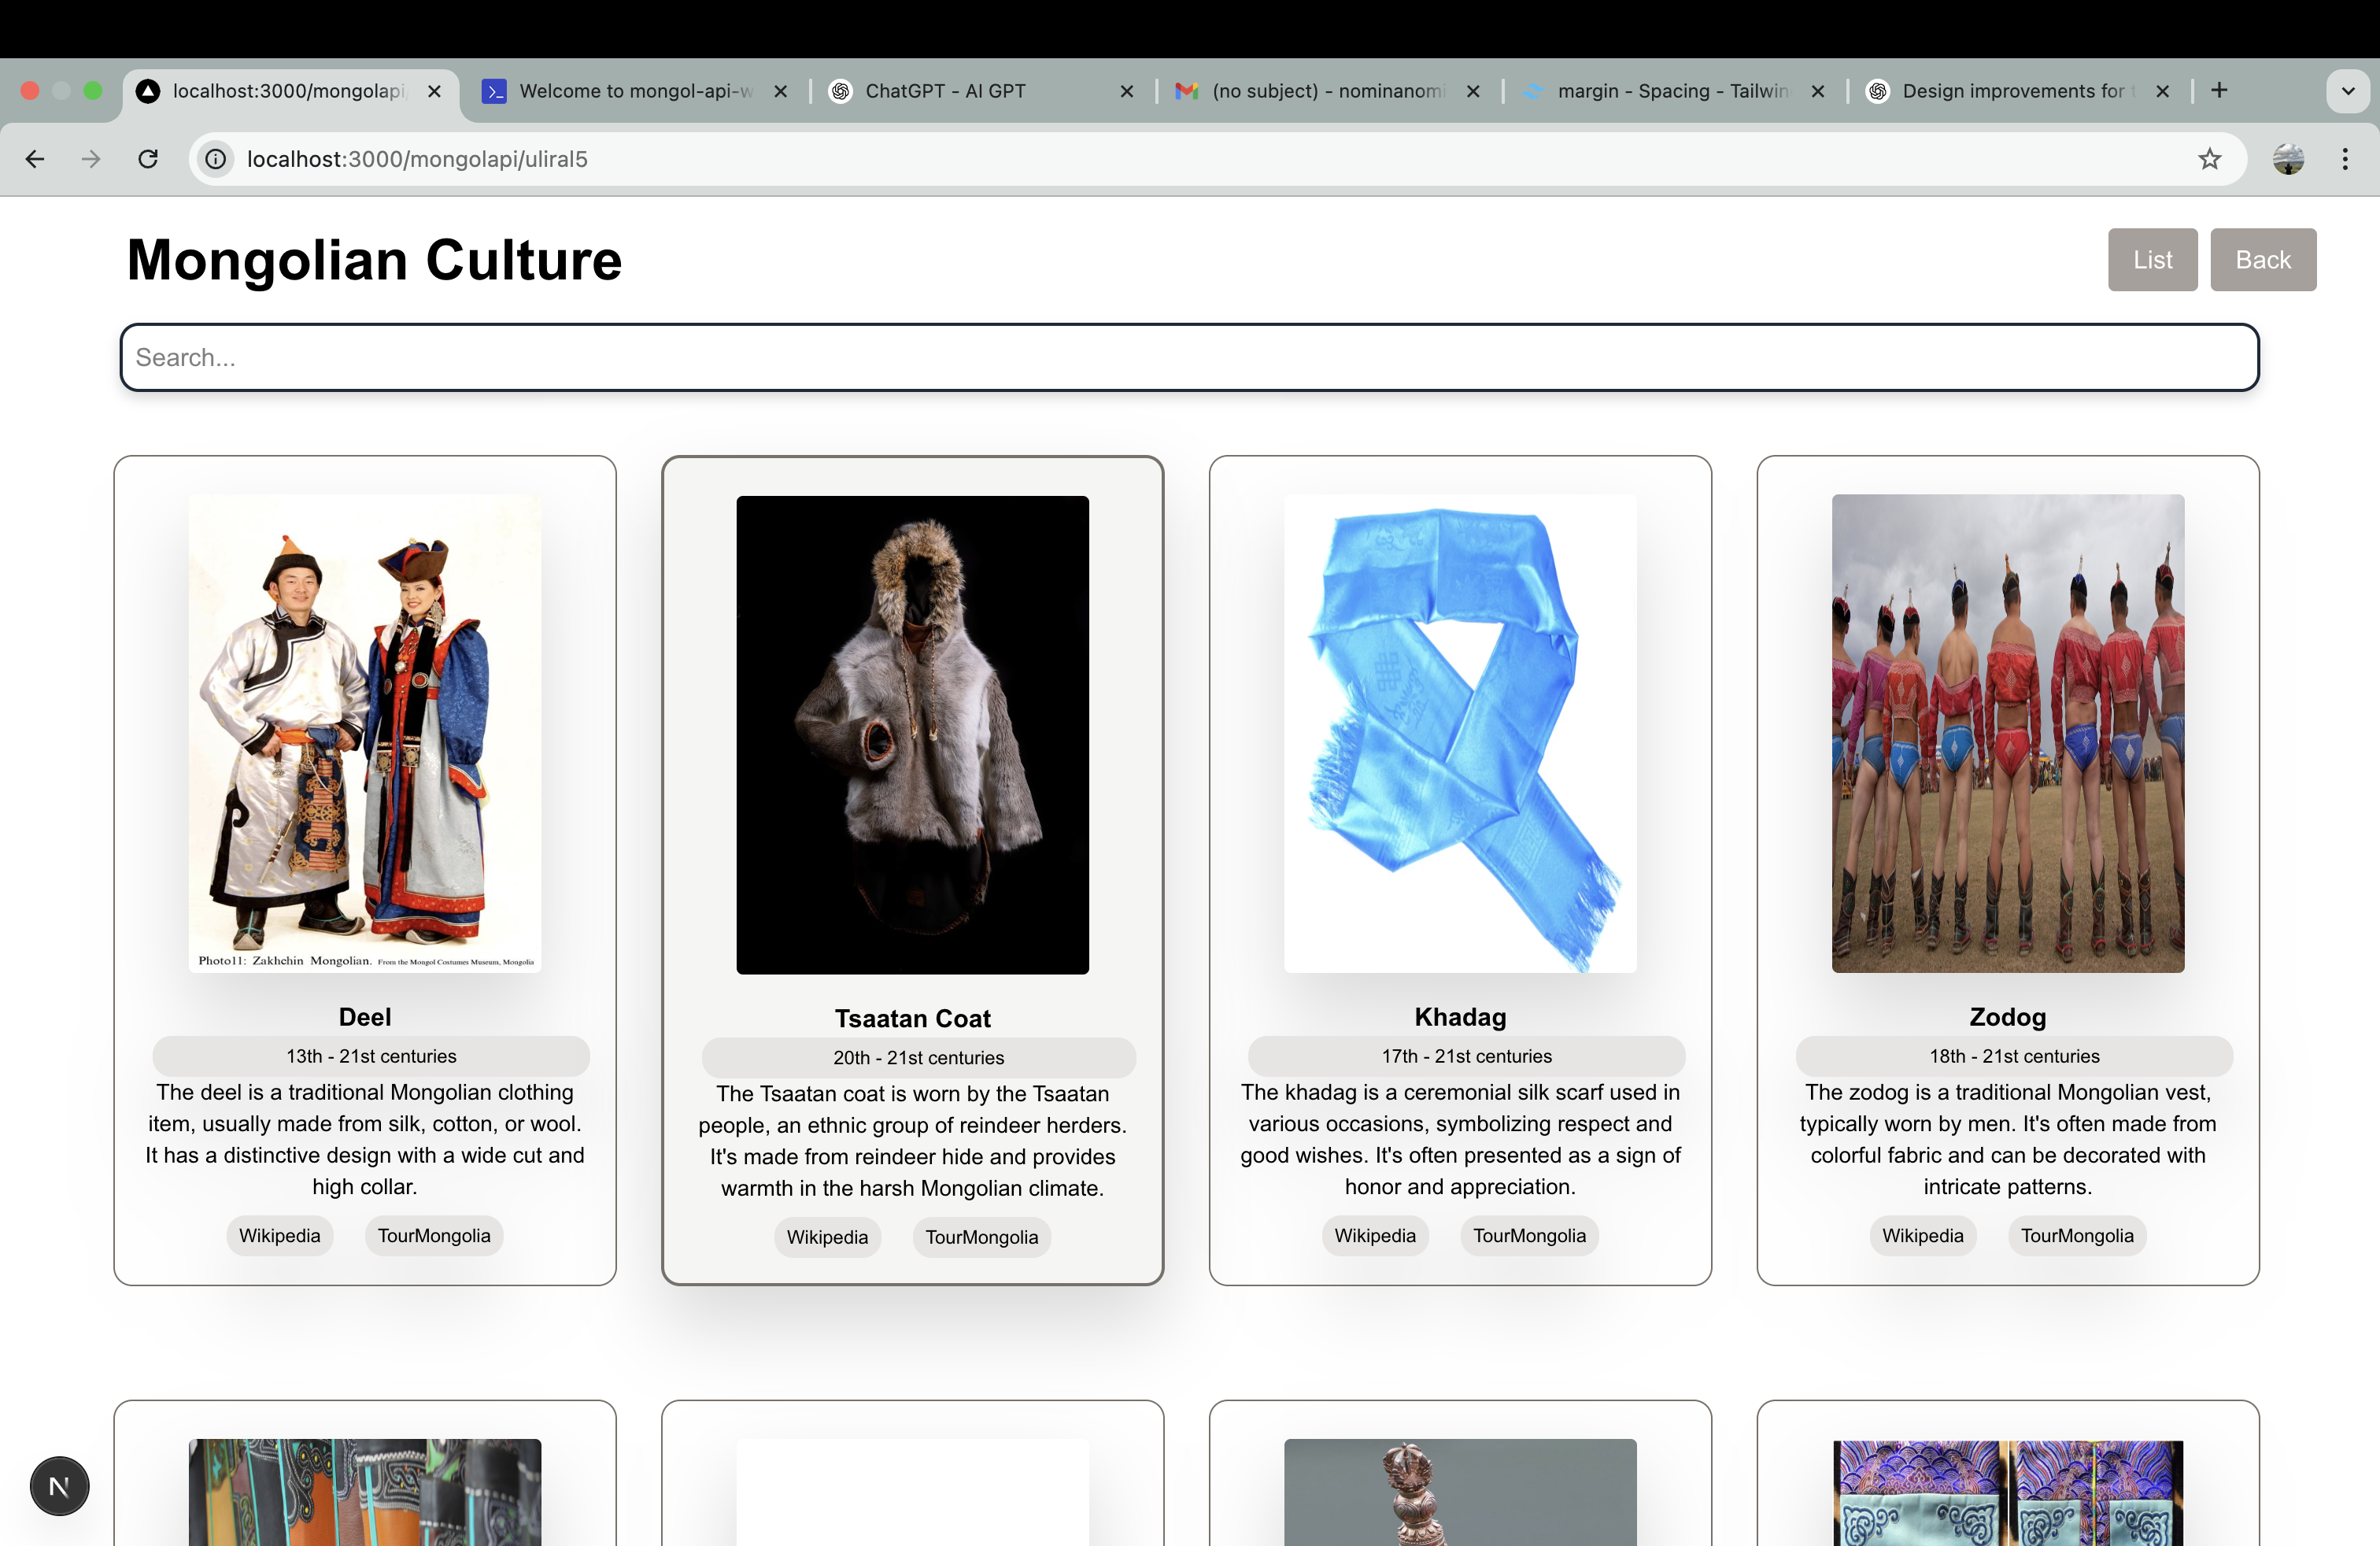 localhost:3000/mongolapi
Welcome to mongol-api-w
ChatGPT - AI GPT
(no subject) - nominanomi
margin - Spacing - Tailwin
Design improvements for t
localhost:3000/mongolapi/uliral5
Mongolian Culture
List
Back
Search...
Photo11: Zakhchin Mongolian. From the Mongol Costumes Museum, Mongolia
Deel
13th - 21st centuries
The deel is a traditional Mongolian clothing
item, usually made from silk, cotton, or wool.
It has a distinctive design with a wide cut and
high collar.
Wikipedia
TourMongolia
Tsaatan Coat
20th - 21st centuries
The Tsaatan coat is worn by the Tsaatan
people, an ethnic group of reindeer herders.
It's made from reindeer hide and provides
warmth in the harsh Mongolian climate.
Wikipedia
TourMongolia
Khadag
17th - 21st centuries
The khadag is a ceremonial silk scarf used in
various occasions, symbolizing respect and
good wishes. It's often presented as a sign of
honor and appreciation.
Wikipedia
TourMongolia
Zodog
18th - 21st centuries
The zodog is a traditional Mongolian vest,
typically worn by men. It's often made from
colorful fabric and can be decorated with
intricate patterns.
Wikipedia
TourMongolia
N